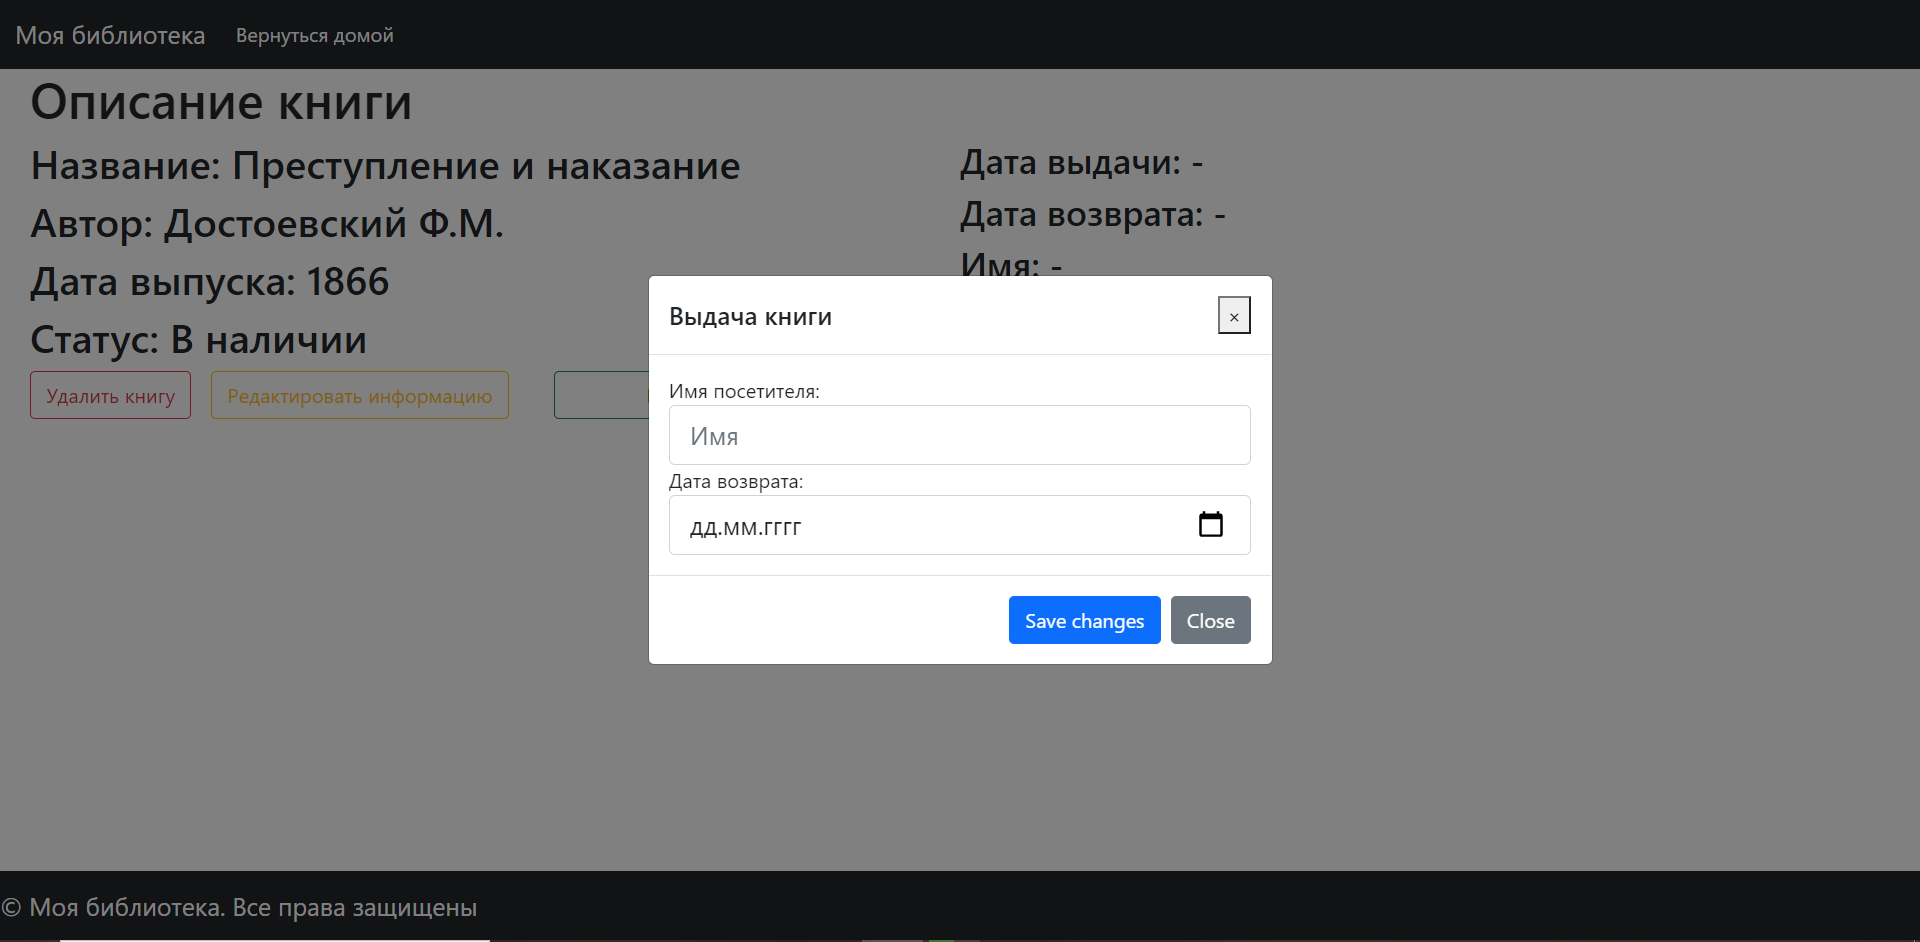 Моя библиотека Вернуться домой
Описание книги
Название: Преступление и наказание
Автор: Достоевский Ф.М.
Дата выпуска: 1866
Статус: В наличии
Удалить книгу Редактировать информацию
Дата выдачи: -
Дата возврата: -
Имя: -
Выдача книги ×
Имя посетителя:
Имя
Дата возврата:
дд.мм.гггг
Save changes Close
© Моя библиотека. Все права защищены